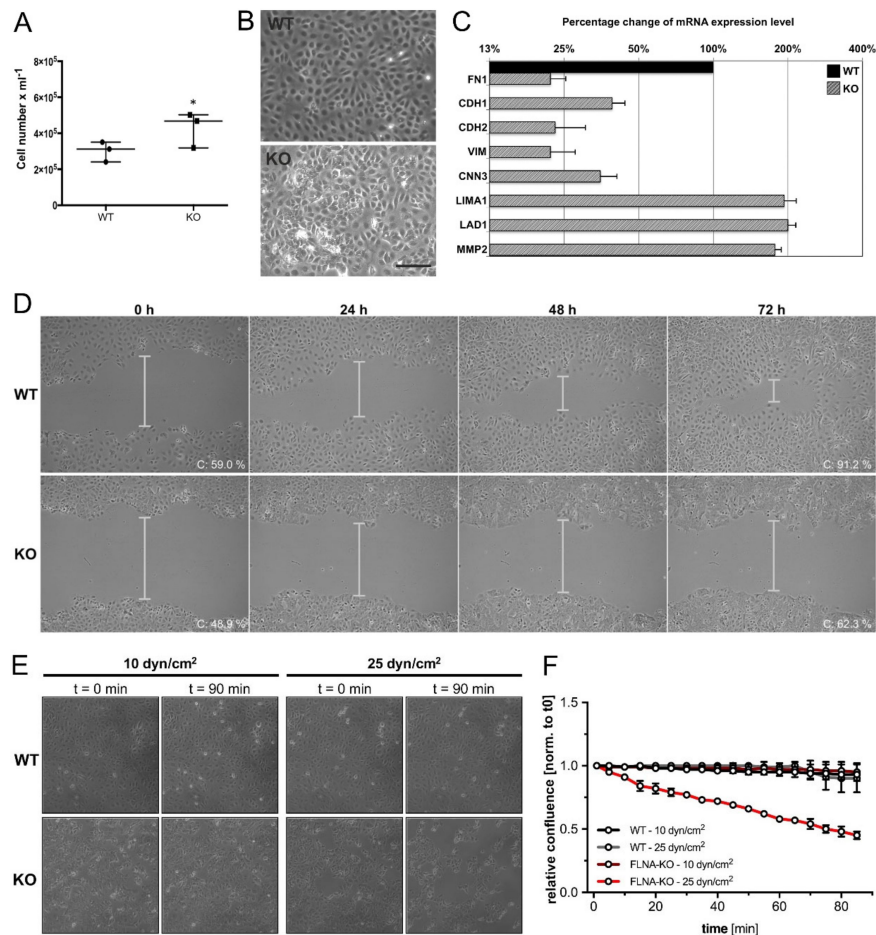 A
Cell number x ml-1
8×10⁵
6×10⁵
4×10⁵
2×10⁵
0
*
WT
KO
B
WT
KO
C
Percentage change of mRNA expression level
13%
25%
50%
100%
200%
400%
WT
KO
FN1
CDH1
CDH2
VIM
CNN3
LIMA1
LAD1
MMP2
D
0 h
24 h
48 h
72 h
WT
C: 59.0 %
C: 91.2 %
KO
C: 48.9 %
C: 62.3 %
E
10 dyn/cm²
25 dyn/cm²
t = 0 min
t = 90 min
t = 0 min
t = 90 min
WT
KO
F
relative confluence [norm. to t0]
1.5
1.0
0.5
0.0
WT - 10 dyn/cm²
WT - 25 dyn/cm²
FLNA-KO - 10 dyn/cm²
FLNA-KO - 25 dyn/cm²
0
20
40
60
80
time [min]